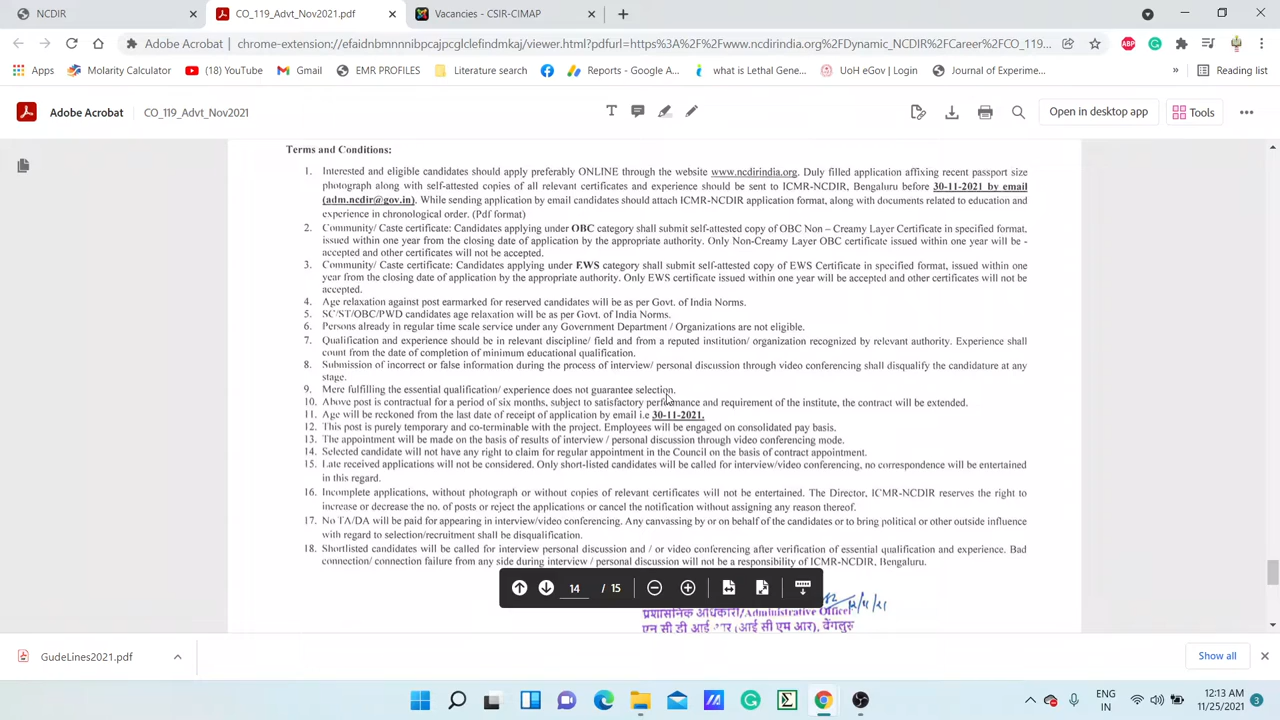 NCDIR
CO_119_Advt_Nov2021.pdf
Vacancies - CSIR-CIMAP
Adobe Acrobat | chrome-extension://efaidnbmnnnibpcajpcglclefindmkaj/viewer.html?pdfurl=https%3A%2F%2Fwww.ncdirindia.org%2FDynamic_NCDIR%2FCareer%2FCO_119...
Apps
Molarity Calculator
(18) YouTube
Gmail
EMR PROFILES
Literature search
Reports - Google A...
what is Lethal Gene...
UoH eGov | Login
Journal of Experime...
»
Reading list
Adobe Acrobat
CO_119_Advt_Nov2021
Open in desktop app
Tools
Terms and Conditions:
1. Interested and eligible candidates should apply preferably ONLINE through the website www.ncdirindia.org. Duly filled application affixing recent passport size
photograph along with self-attested copies of all relevant certificates and experience should be sent to ICMR-NCDIR, Bengaluru before 30-11-2021 by email
(adm.ncdir@gov.in). While sending application by email candidates should attach ICMR-NCDIR application format, along with documents related to education and
experience in chronological order. (Pdf format)
2. Community/ Caste certificate: Candidates applying under OBC category shall submit self-attested copy of OBC Non – Creamy Layer Certificate in specified format,
issued within one year from the closing date of application by the appropriate authority. Only Non-Creamy Layer OBC certificate issued within one year will be -
accepted and other certificates will not be accepted.
3. Community/ Caste certificate: Candidates applying under EWS category shall submit self-attested copy of EWS Certificate in specified format, issued within one
year from the closing date of application by the appropriate authority. Only EWS certificate issued within one year will be accepted and other certificates will not be
accepted.
4. Age relaxation against post earmarked for reserved candidates will be as per Govt. of India Norms.
5. SC/ST/OBC/PWD candidates age relaxation will be as per Govt. of India Norms.
6. Persons already in regular time scale service under any Government Department / Organizations are not eligible.
7. Qualification and experience should be in relevant discipline/ field and from a reputed institution/ organization recognized by relevant authority. Experience shall
count from the date of completion of minimum educational qualification.
8. Submission of incorrect or false information during the process of interview/ personal discussion through video conferencing shall disqualify the candidature at any
stage.
9. Mere fulfilling the essential qualification/ experience does not guarantee selection.
10. Above post is contractual for a period of six months, subject to satisfactory performance and requirement of the institute, the contract will be extended.
11. Age will be reckoned from the last date of receipt of application by email i.e 30-11-2021.
12. This post is purely temporary and co-terminable with the project. Employees will be engaged on consolidated pay basis.
13. The appointment will be made on the basis of results of interview / personal discussion through video conferencing mode.
14. Selected candidate will not have any right to claim for regular appointment in the Council on the basis of contract appointment.
15. Late received applications will not be considered. Only short-listed candidates will be called for interview/video conferencing, no correspondence will be entertained
in this regard.
16. Incomplete applications, without photograph or without copies of relevant certificates will not be entertained. The Director, ICMR-NCDIR reserves the right to
increase or decrease the no. of posts or reject the applications or cancel the notification without assigning any reason thereof.
17. No TA/DA will be paid for appearing in interview/video conferencing. Any canvassing by or on behalf of the candidates or to bring political or other outside influence
with regard to selection/recruitment shall be disqualification.
18. Shortlisted candidates will be called for interview personal discussion and / or video conferencing after verification of essential qualification and experience. Bad
connection/ connection failure from any side during interview / personal discussion will not be a responsibility of ICMR-NCDIR, Bengaluru.
14 / 15
प्रशासनिक अधिकारी/Administrative Officer
एन सी डी आई आर (आई सी एम आर), बेंगलुरु
GudeLines2021.pdf
Show all
ENG
IN
12:13 AM
11/25/2021
3